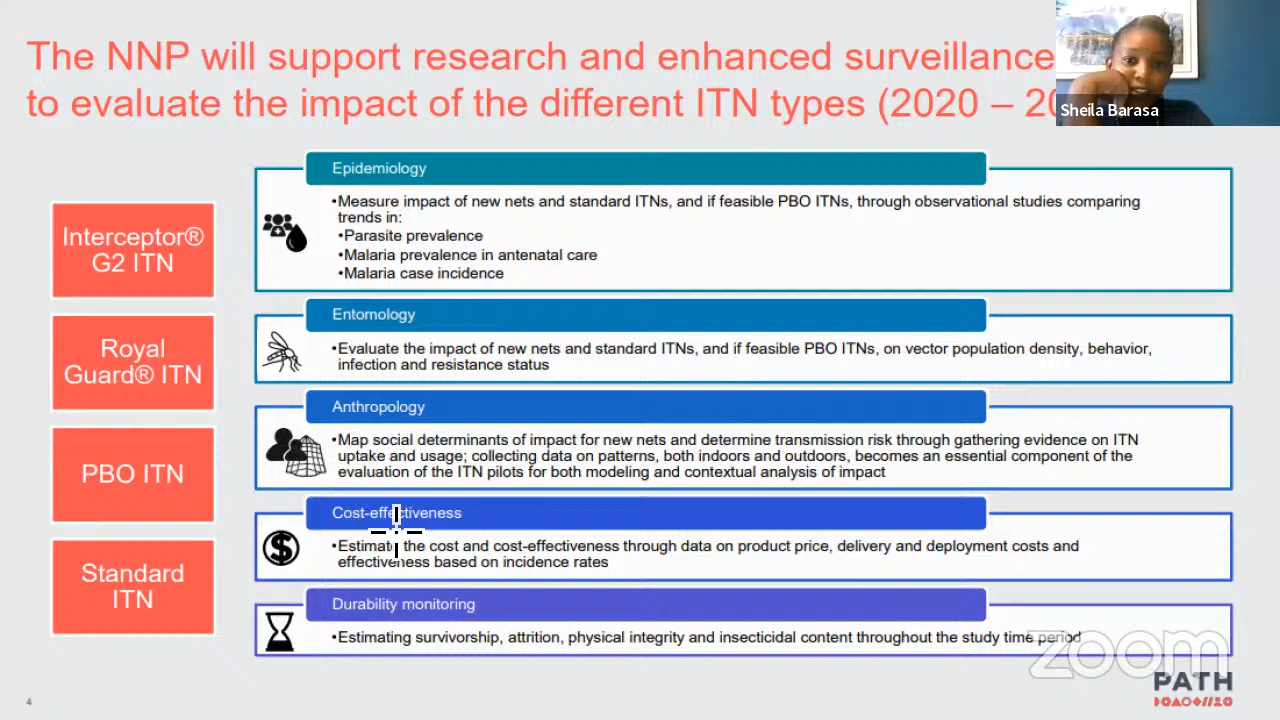 The NNP will support research and enhanced surveillance
to evaluate the impact of the different ITN types (2020 –
Sheila Barasa
Interceptor®
G2 ITN
Royal
Guard® ITN
PBO ITN
Standard
ITN
Epidemiology
•Measure impact of new nets and standard ITNs, and if feasible PBO ITNs, through observational studies comparing
trends in:
•Parasite prevalence
•Malaria prevalence in antenatal care
•Malaria case incidence
Entomology
•Evaluate the impact of new nets and standard ITNs, and if feasible PBO ITNs, on vector population density, behavior,
infection and resistance status
Anthropology
•Map social determinants of impact for new nets and determine transmission risk through gathering evidence on ITN
uptake and usage; collecting data on patterns, both indoors and outdoors, becomes an essential component of the
evaluation of the ITN pilots for both modeling and contextual analysis of impact
Cost-effectiveness
•Estimate the cost and cost-effectiveness through data on product price, delivery and deployment costs and
effectiveness based on incidence rates
Durability monitoring
•Estimating survivorship, attrition, physical integrity and insecticidal content throughout the study time period
zoom
PATH
4